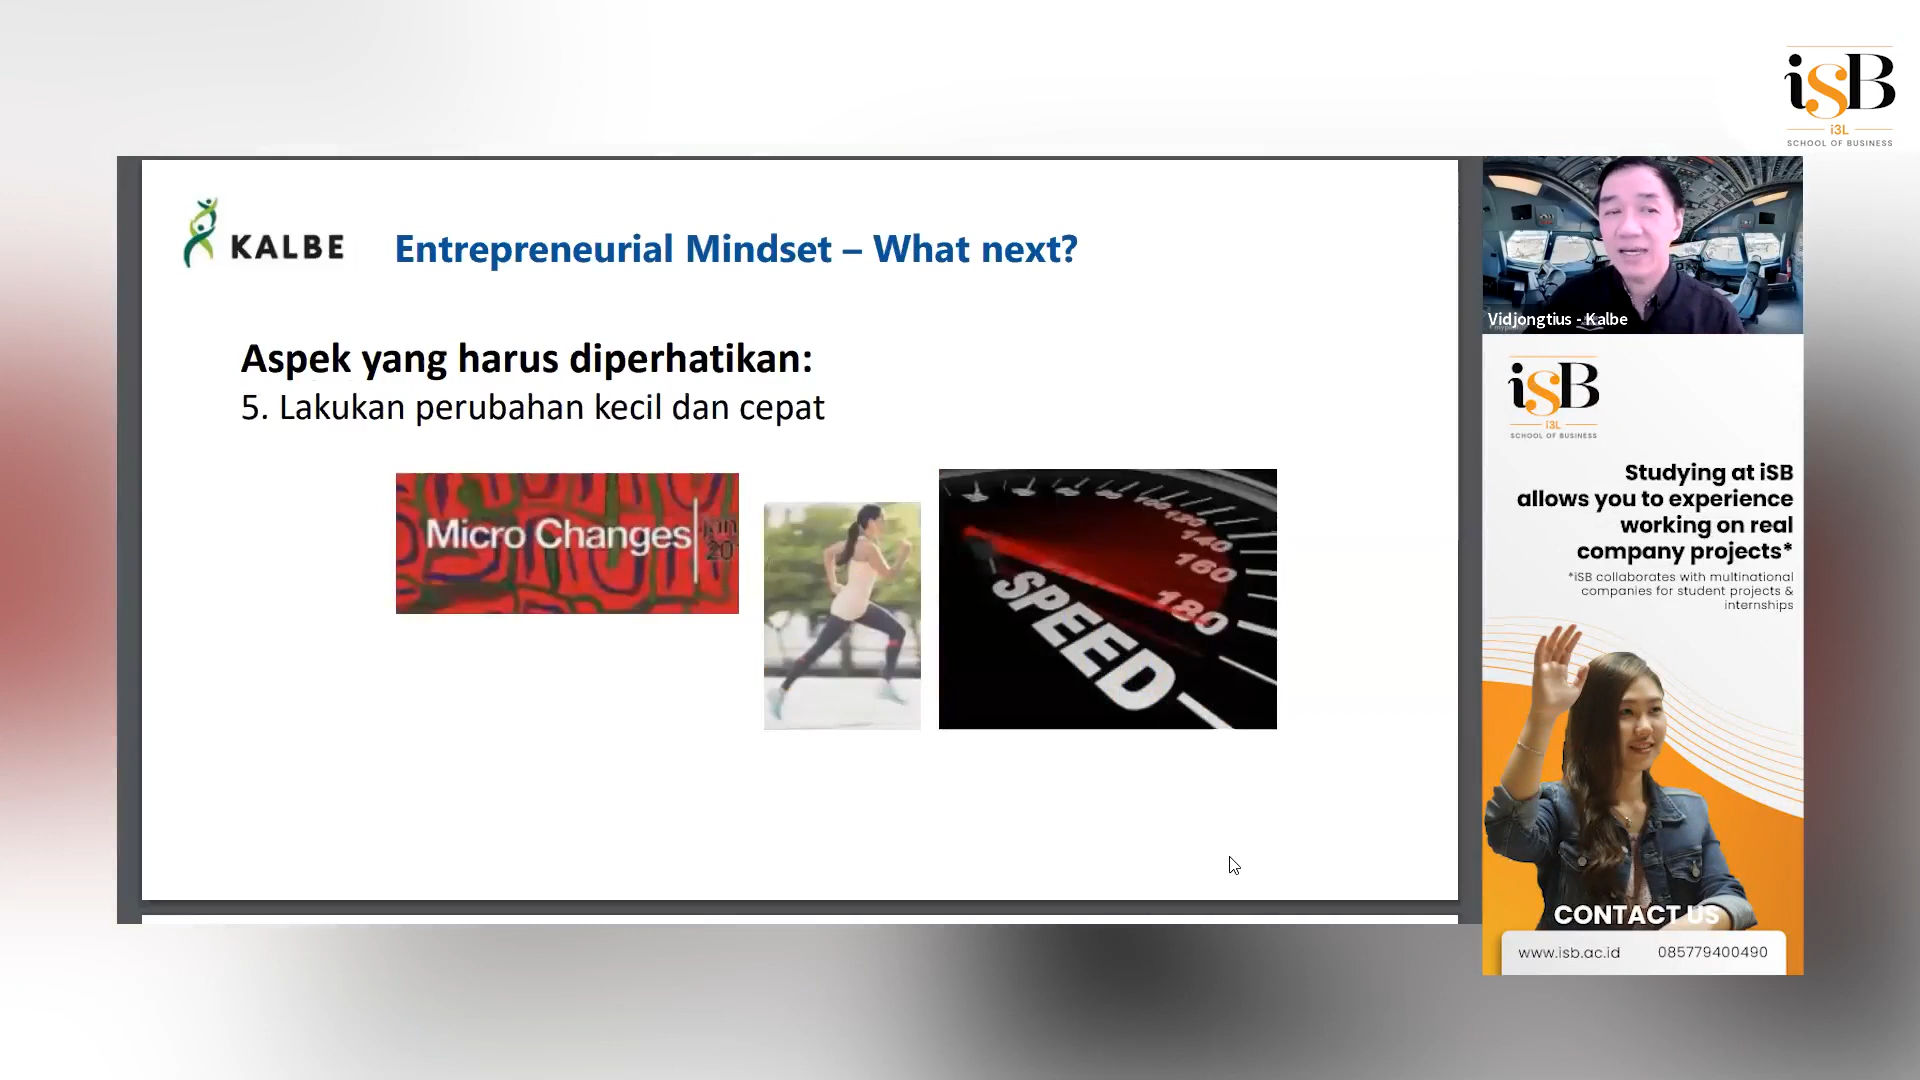 iSB
i3L
SCHOOL OF BUSINESS
KALBE
Entrepreneurial Mindset – What next?
Aspek yang harus diperhatikan:
5. Lakukan perubahan kecil dan cepat
Micro Changes
100
120
140
160
180
SPEED
Vidjongtius - Kalbe
iSB
i3L
SCHOOL OF BUSINESS
Studying at iSB
allows you to experience
working on real
company projects*
*iSB collaborates with multinational
companies for student projects &
internships
CONTACT US
www.isb.ac.id 085779400490